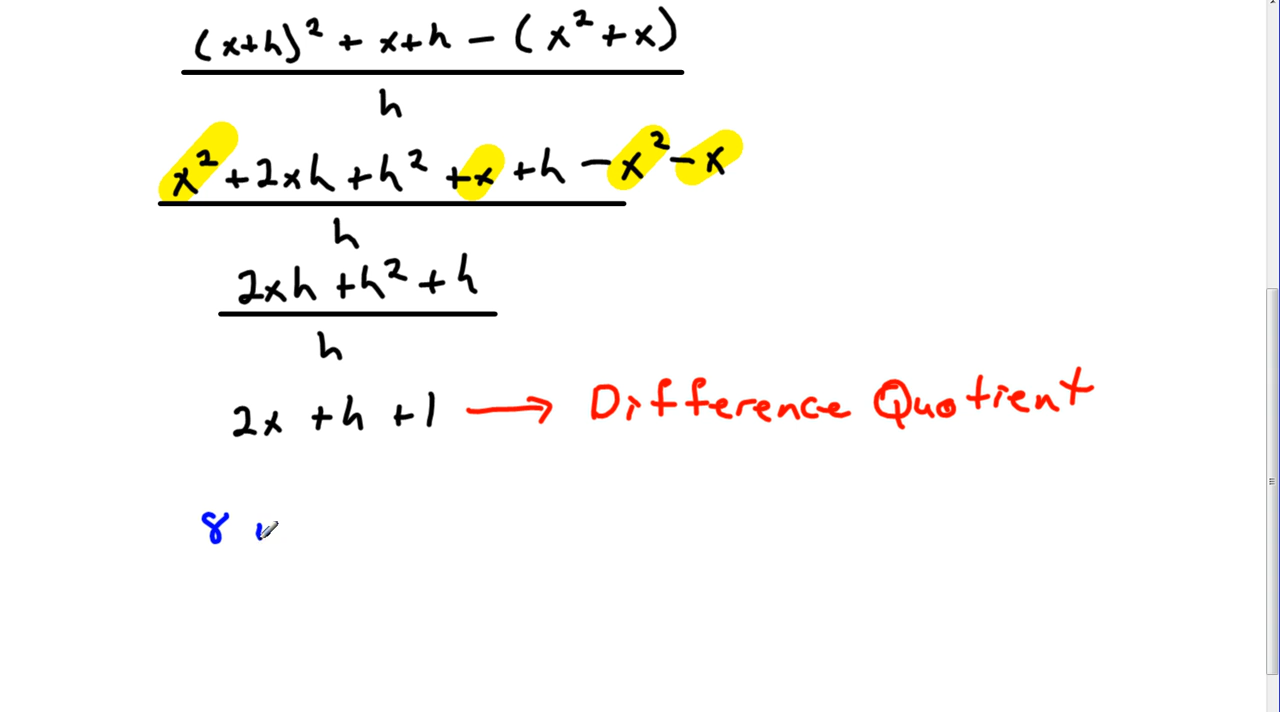 (x+h)² + x+h - (x² + x)
h
x² + 2xh + h² + x + h - x² - x
h
2xh + h² + h
h
2x + h + 1 → Difference Quotient
8